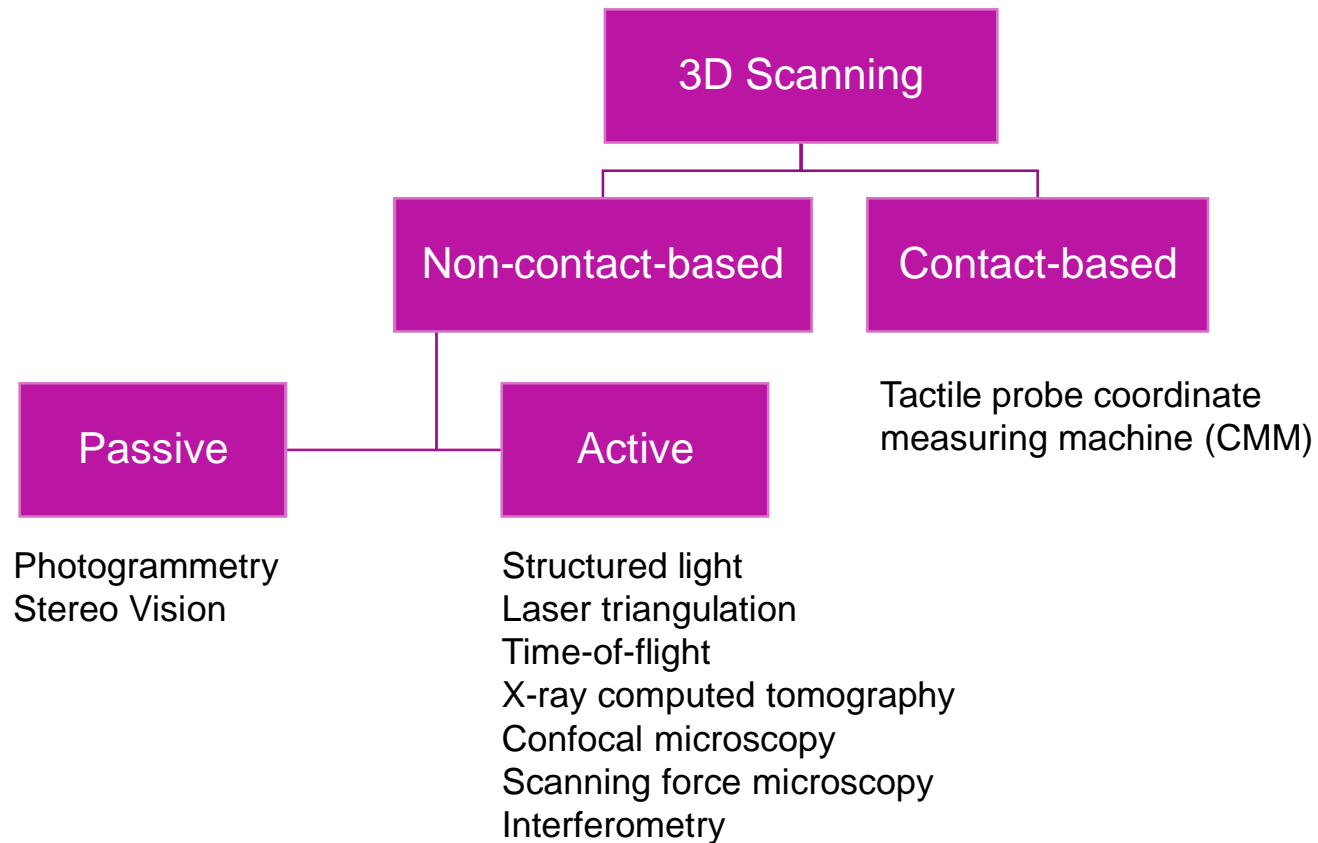 3D Scanning
Non-contact-based
Contact-based
Passive
Active
Tactile probe coordinate
measuring machine (CMM)
Photogrammetry
Stereo Vision
Structured light
Laser triangulation
Time-of-flight
X-ray computed tomography
Confocal microscopy
Scanning force microscopy
Interferometry